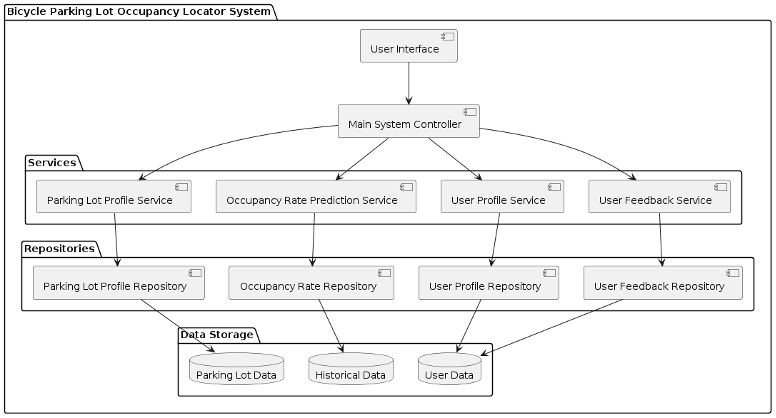 Bicycle Parking Lot Occupancy Locator System
User Interface
Main System Controller
Services
Parking Lot Profile Service
Occupancy Rate Prediction Service
User Profile Service
User Feedback Service
Repositories
Parking Lot Profile Repository
Occupancy Rate Repository
User Profile Repository
User Feedback Repository
Data Storage
Parking Lot Data
Historical Data
User Data